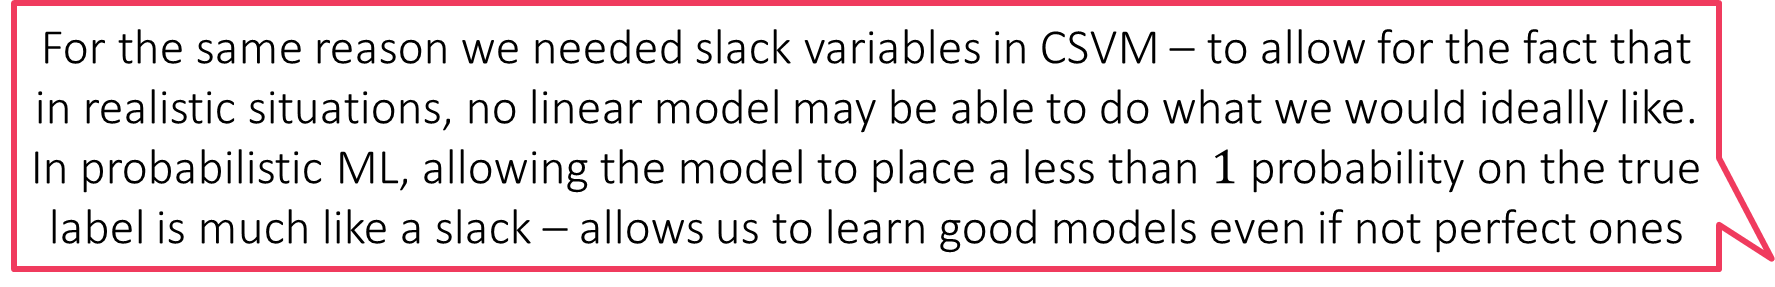 For the same reason we needed slack variables in CSVM – to allow for the fact that
in realistic situations, no linear model may be able to do what we would ideally like.
In probabilistic ML, allowing the model to place a less than 1 probability on the true
label is much like a slack – allows us to learn good models even if not perfect ones